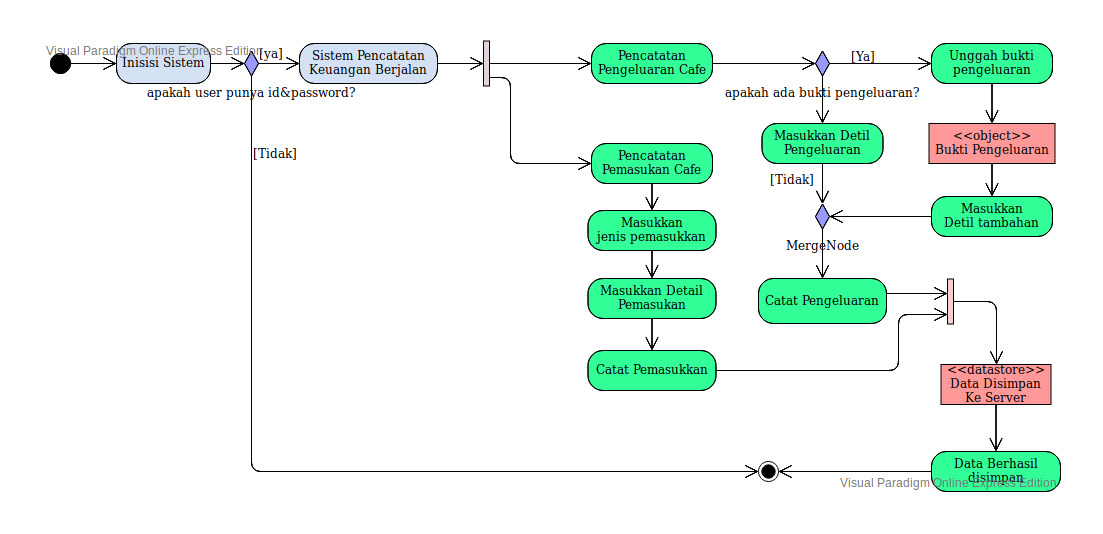 Visual Paradigm Online Express Edition
Inisisi Sistem
[ya]
apakah user punya id&password?
[Tidak]
Sistem Pencatatan
Keuangan Berjalan
Pencatatan
Pengeluaran Cafe
apakah ada bukti pengeluaran?
[Ya]
Unggah bukti
pengeluaran
Masukkan Detil
Pengeluaran
<<object>>
Bukti Pengeluaran
[Tidak]
Pencatatan
Pemasukan Cafe
Masukkan
Detil tambahan
Masukkan
jenis pemasukkan
MergeNode
Masukkan Detail
Pemasukan
Catat Pengeluaran
Catat Pemasukkan
<<datastore>>
Data Disimpan
Ke Server
Data Berhasil
disimpan
Visual Paradigm Online Express Edition